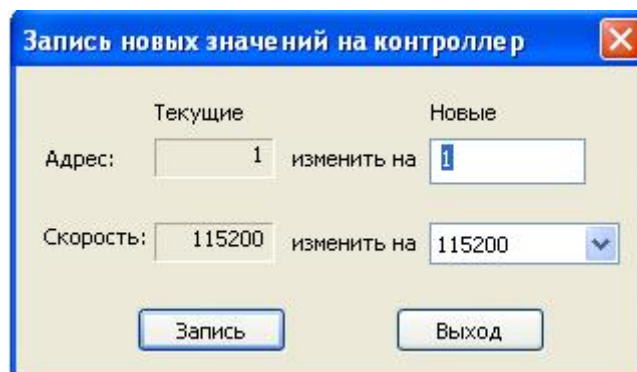 Запись новых значений на контроллер
Текущие Новые
Адрес: 1 изменить на 1
Скорость: 115200 изменить на 115200
Запись Выход